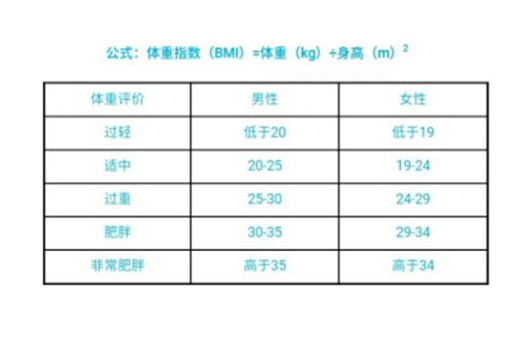 公式：体重指数（BMI）=体重（kg）÷身高（m）²
体重评价 男性 女性
过轻 低于20 低于19
适中 20-25 19-24
过重 25-30 24-29
肥胖 30-35 29-34
非常肥胖 高于35 高于34